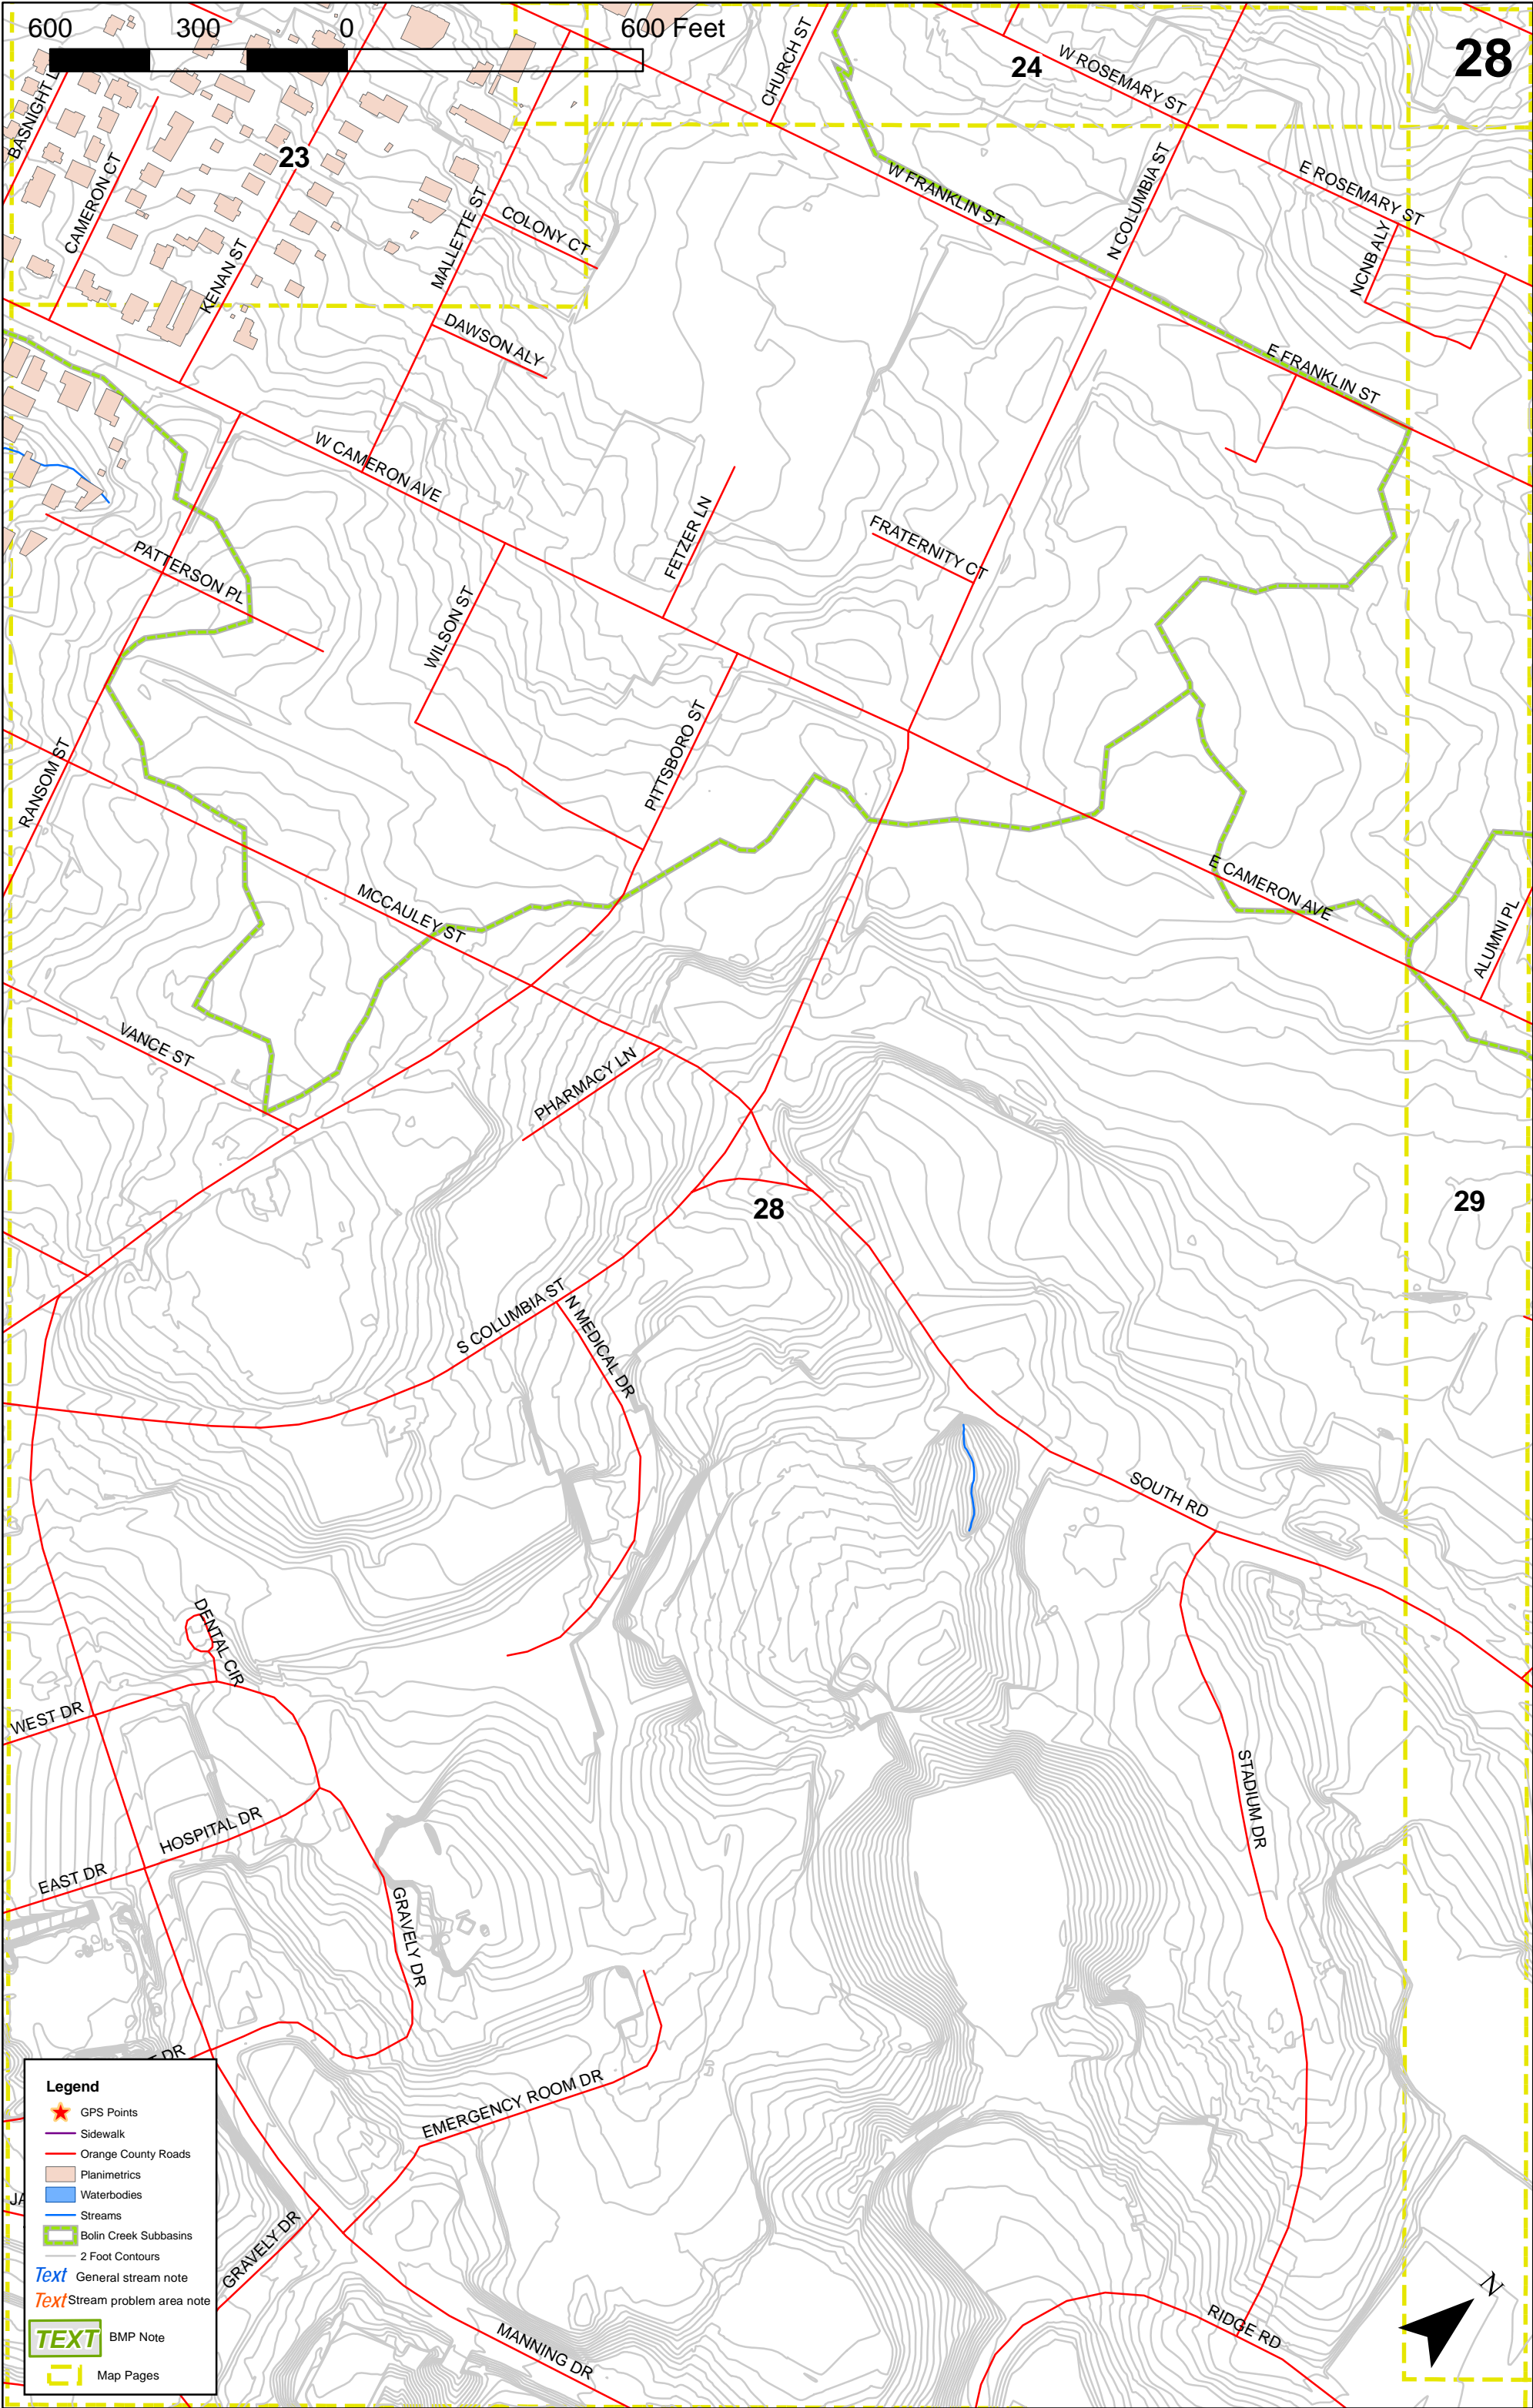 600 300 0 600 Feet
28
24
23
BASNIGHT L
CAMERON CT
KENAN ST
MALLETTE ST
COLONY CT
DAWSON ALY
CHURCH ST
W ROSEMARY ST
E ROSEMARY ST
N COLUMBIA ST
NCNB ALY
W FRANKLIN ST
E FRANKLIN ST
W CAMERON AVE
FETZER LN
FRATERNITY CT
PATTERSON PL
WILSON ST
PITTSBORO ST
RANSOM ST
MCCAULEY ST
E CAMERON AVE
ALUMNI PL
VANCE ST
PHARMACY LN
28
29
S COLUMBIA ST
N MEDICAL DR
SOUTH RD
DENTAL CIR
WEST DR
HOSPITAL DR
EAST DR
GRAVELY DR
STADIUM DR
T DR
EMERGENCY ROOM DR
JA
GRAVELY DR
MANNING DR
RIDGE RD
N
Legend
GPS Points
Sidewalk
Orange County Roads
Planimetrics
Waterbodies
Streams
Bolin Creek Subbasins
2 Foot Contours
Text General stream note
Text Stream problem area note
TEXT BMP Note
Map Pages